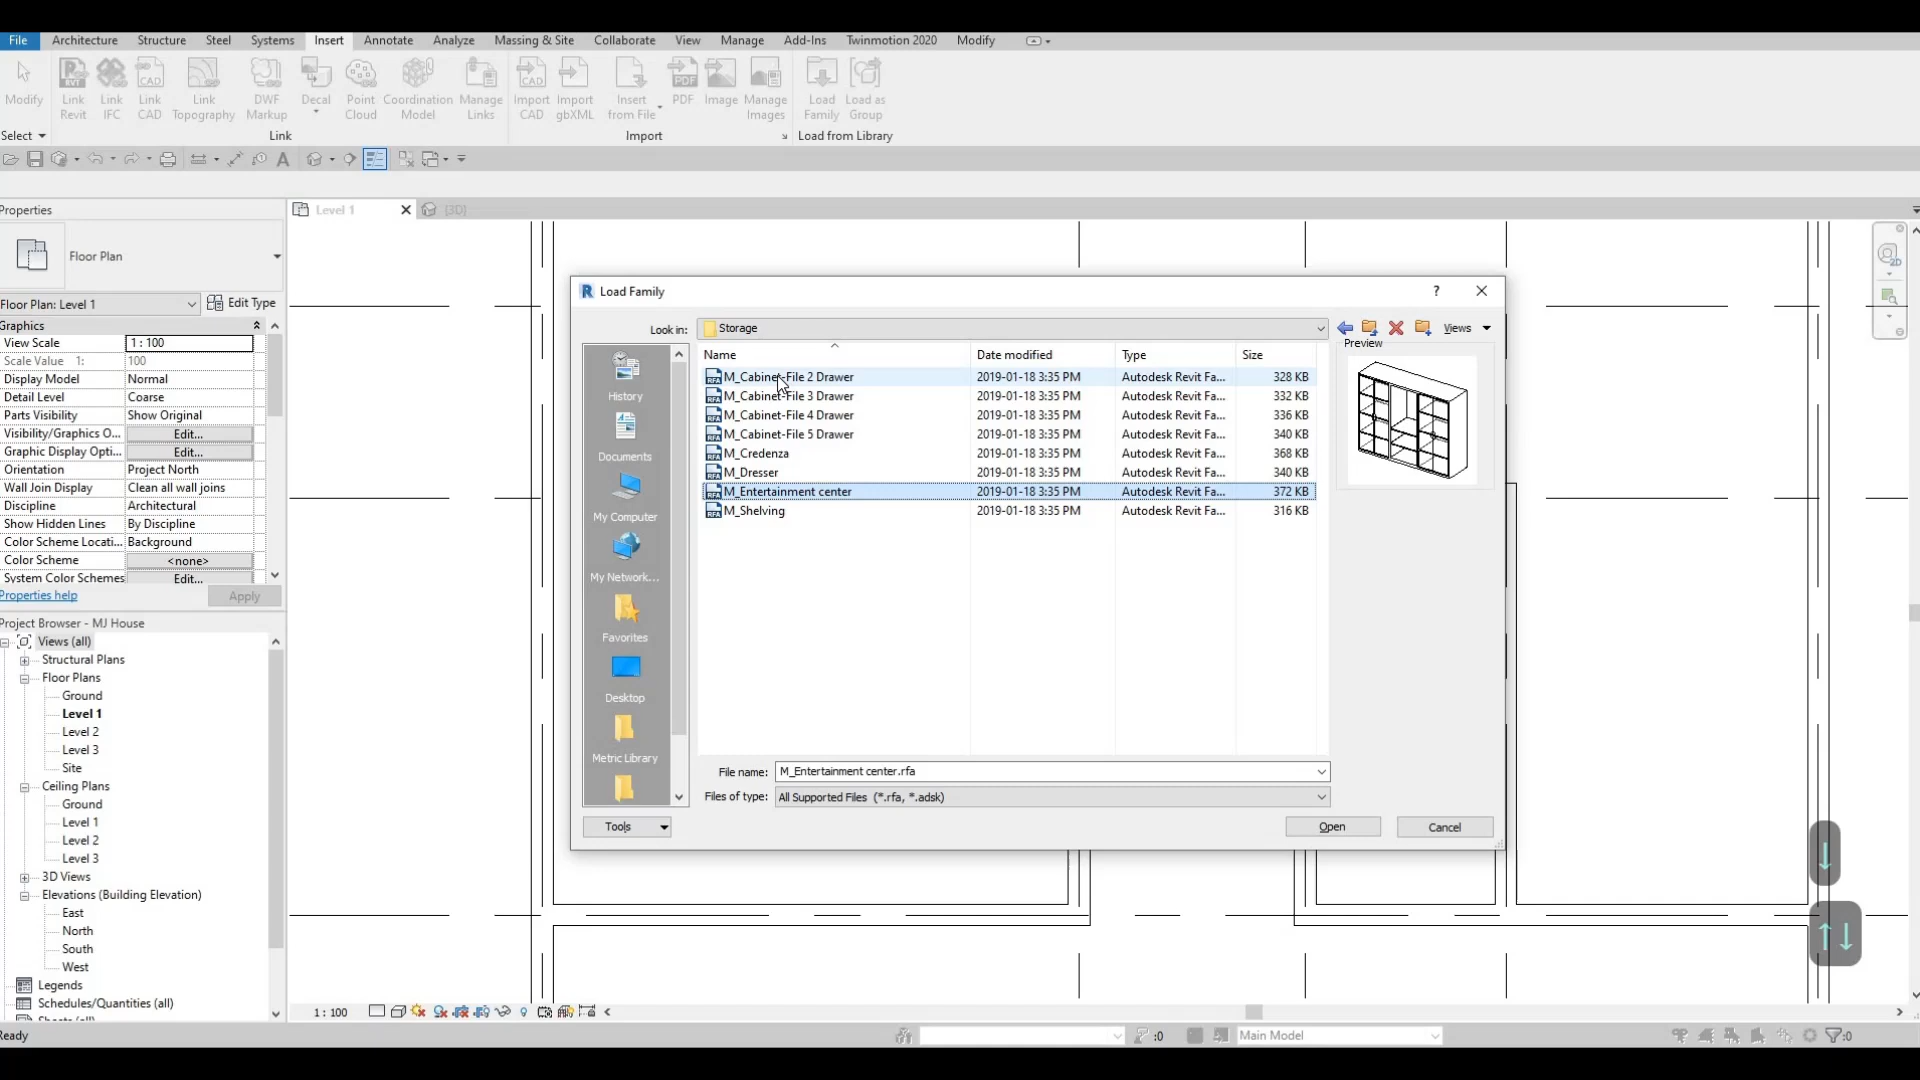 File Architecture Structure Steel Systems Insert Annotate Analyze Massing & Site Collaborate View Manage Add-Ins Twinmotion 2020 Modify
Modify Link Revit Link IFC Link CAD Link Topography DWF Markup Decal Point Cloud Coordination Model Manage Links Import CAD Import gbXML Insert from File PDF Image Manage Images Load Family Load as Group
Select Link Import Load from Library
Properties
Level 1
{3D}
Floor Plan
Floor Plan: Level 1
Edit Type
Graphics
View Scale 1 : 100
Scale Value 1: 100
Display Model Normal
Detail Level Coarse
Parts Visibility Show Original
Visibility/Graphics O... Edit...
Graphic Display Opti... Edit...
Orientation Project North
Wall Join Display Clean all wall joins
Discipline Architectural
Show Hidden Lines By Discipline
Color Scheme Locati... Background
Color Scheme <none>
System Color Schemes Edit...
Properties help
Apply
Project Browser - MJ House
Views (all)
Structural Plans
Floor Plans
Ground
Level 1
Level 2
Level 3
Site
Ceiling Plans
Ground
Level 1
Level 2
Level 3
3D Views
Elevations (Building Elevation)
East
North
South
West
Legends
Schedules/Quantities (all)
Sheets (all)
Load Family
?
Look in:
Storage
Views
Preview
History
Documents
My Computer
My Network...
Favorites
Desktop
Metric Library
Name Date modified Type Size
M_Cabinet-File 2 Drawer 2019-01-18 3:35 PM Autodesk Revit Fa... 328 KB
M_Cabinet-File 3 Drawer 2019-01-18 3:35 PM Autodesk Revit Fa... 332 KB
M_Cabinet-File 4 Drawer 2019-01-18 3:35 PM Autodesk Revit Fa... 336 KB
M_Cabinet-File 5 Drawer 2019-01-18 3:35 PM Autodesk Revit Fa... 340 KB
M_Credenza 2019-01-18 3:35 PM Autodesk Revit Fa... 368 KB
M_Dresser 2019-01-18 3:35 PM Autodesk Revit Fa... 340 KB
M_Entertainment center 2019-01-18 3:35 PM Autodesk Revit Fa... 372 KB
M_Shelving 2019-01-18 3:35 PM Autodesk Revit Fa... 316 KB
File name: M_Entertainment center.rfa
Files of type: All Supported Files (*.rfa, *.adsk)
Tools
Open
Cancel
1 : 100
Ready
:0
Main Model
:0